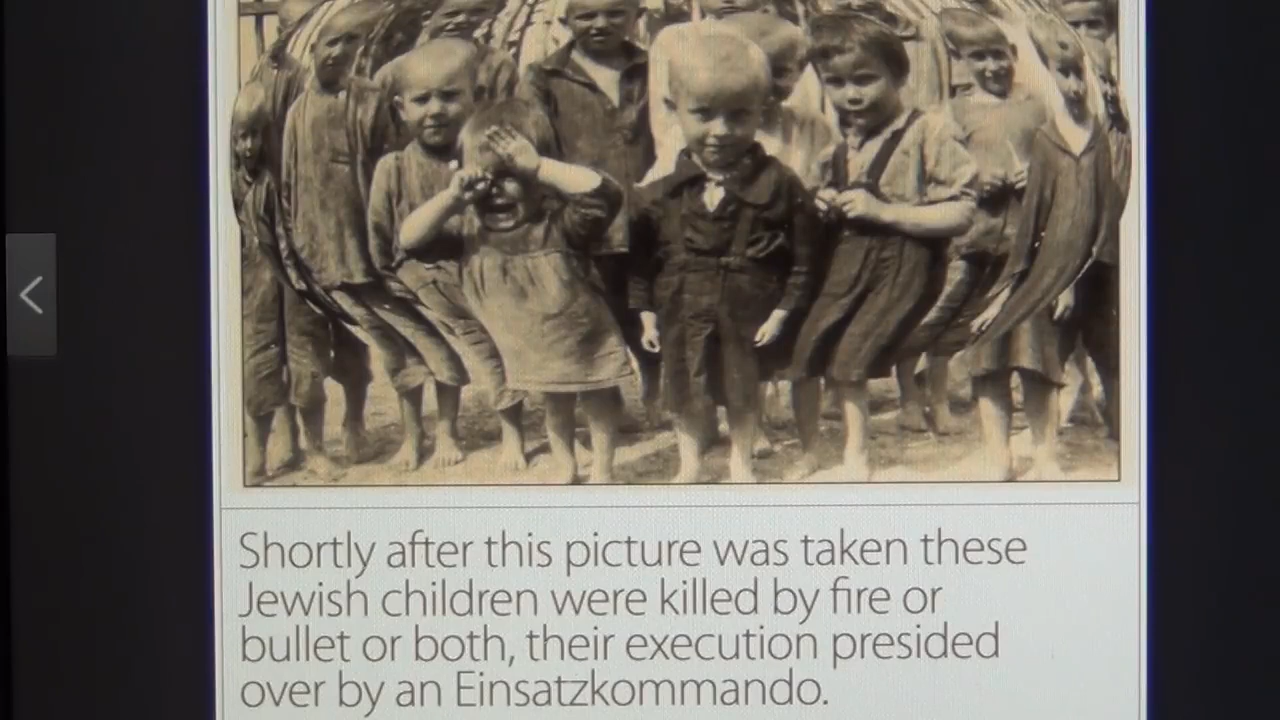 Shortly after this picture was taken these
Jewish children were killed by fire or
bullet or both, their execution presided
over by an Einsatzkommando.